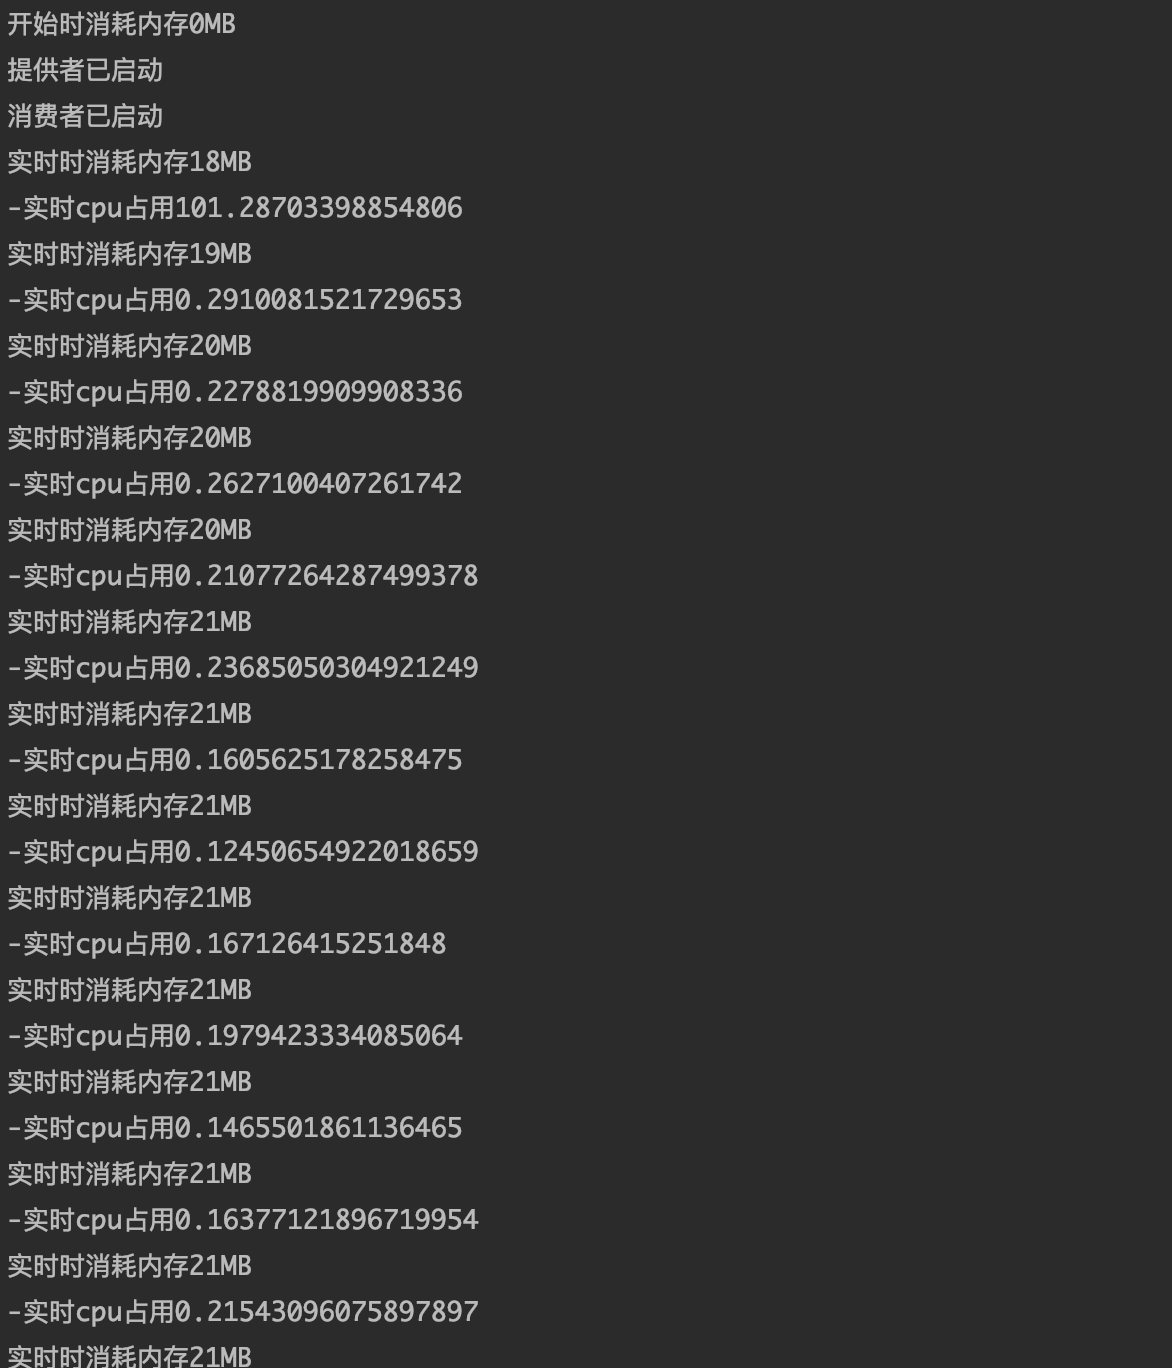 开始时消耗内存0MB
提供者已启动
消费者已启动
实时时消耗内存18MB
-实时cpu占用101.28703398854806
实时时消耗内存19MB
-实时cpu占用0.2910081521729653
实时时消耗内存20MB
-实时cpu占用0.2278819909908336
实时时消耗内存20MB
-实时cpu占用0.2627100407261742
实时时消耗内存20MB
-实时cpu占用0.21077264287499378
实时时消耗内存21MB
-实时cpu占用0.23685050304921249
实时时消耗内存21MB
-实时cpu占用0.1605625178258475
实时时消耗内存21MB
-实时cpu占用0.12450654922018659
实时时消耗内存21MB
-实时cpu占用0.167126415251848
实时时消耗内存21MB
-实时cpu占用0.1979423334085064
实时时消耗内存21MB
-实时cpu占用0.1465501861136465
实时时消耗内存21MB
-实时cpu占用0.16377121896719954
实时时消耗内存21MB
-实时cpu占用0.21543096075897897
实时时消耗内存21MB